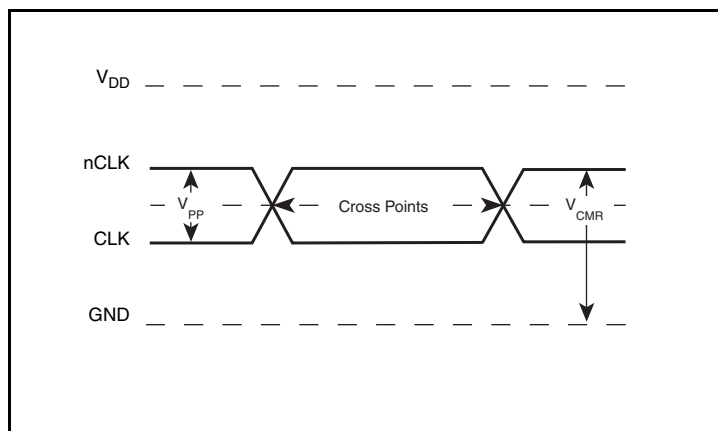 VDD
nCLK
VPP
Cross Points
VCMR
CLK
GND